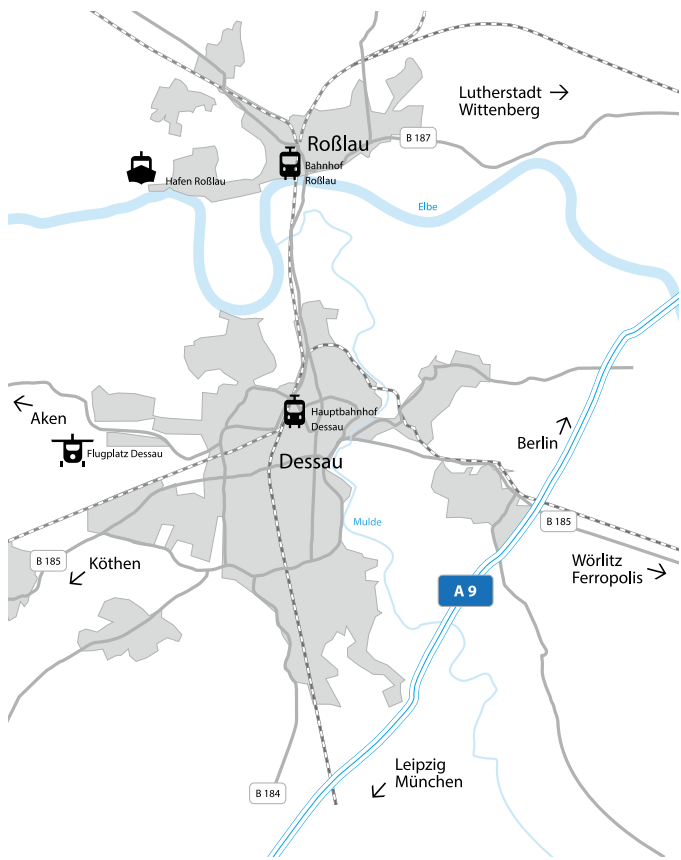 Lutherstadt
Wittenberg
B 187
Roßlau
Bahnhof
Roßlau
Hafen Roßlau
Elbe
Aken
Hauptbahnhof
Dessau
Berlin
Flugplatz Dessau
Dessau
Mulde
B 185
B 185
Köthen
Wörlitz
Ferropolis
A 9
Leipzig
München
B 184